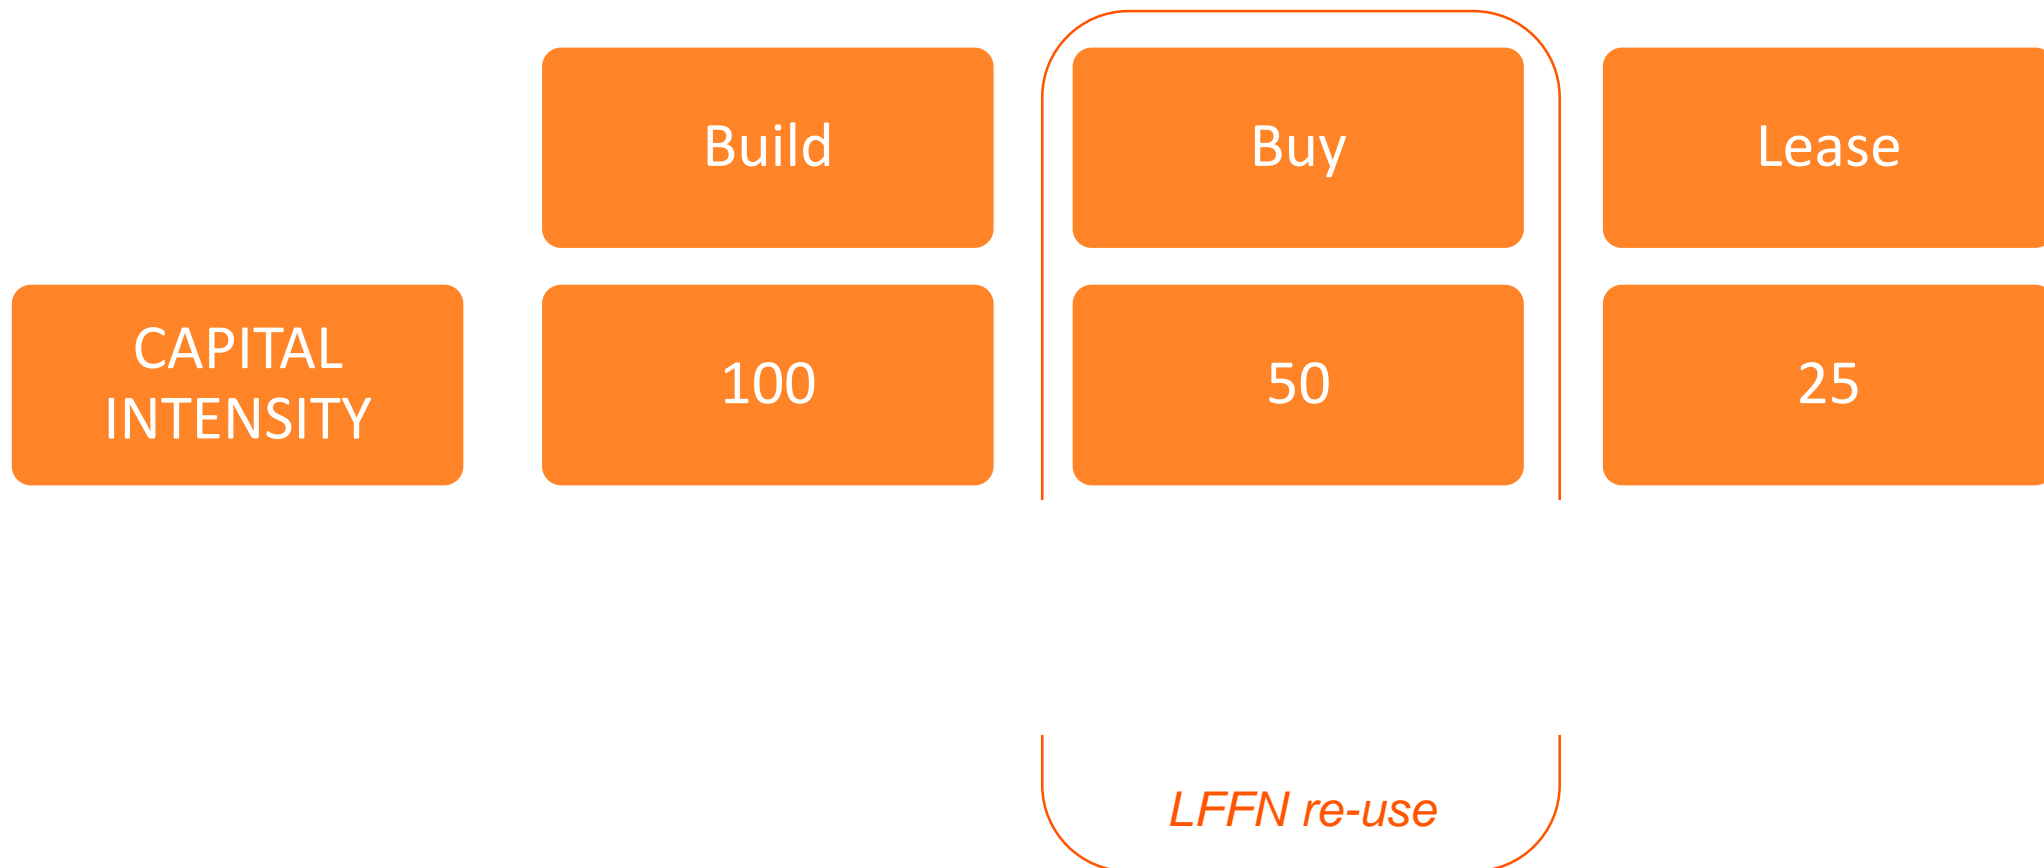 Build
Buy
Lease
CAPITAL
INTENSITY
100
50
25
LFFN re-use